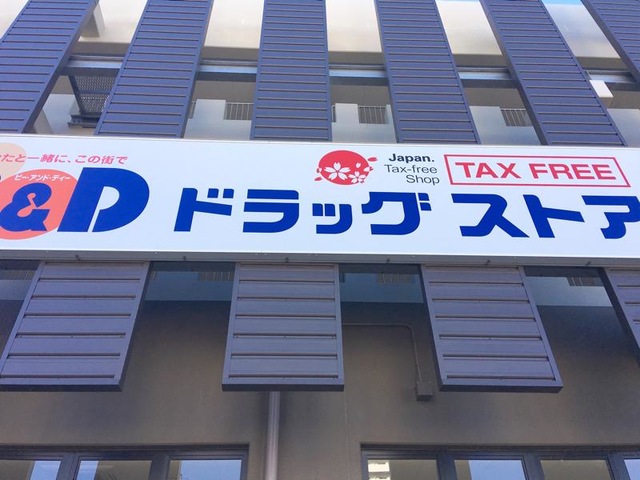 たと一緒に、この街で
ビー・アンド・ディー
&D ドラッグストア
Japan.
Tax-free
Shop
TAX FREE